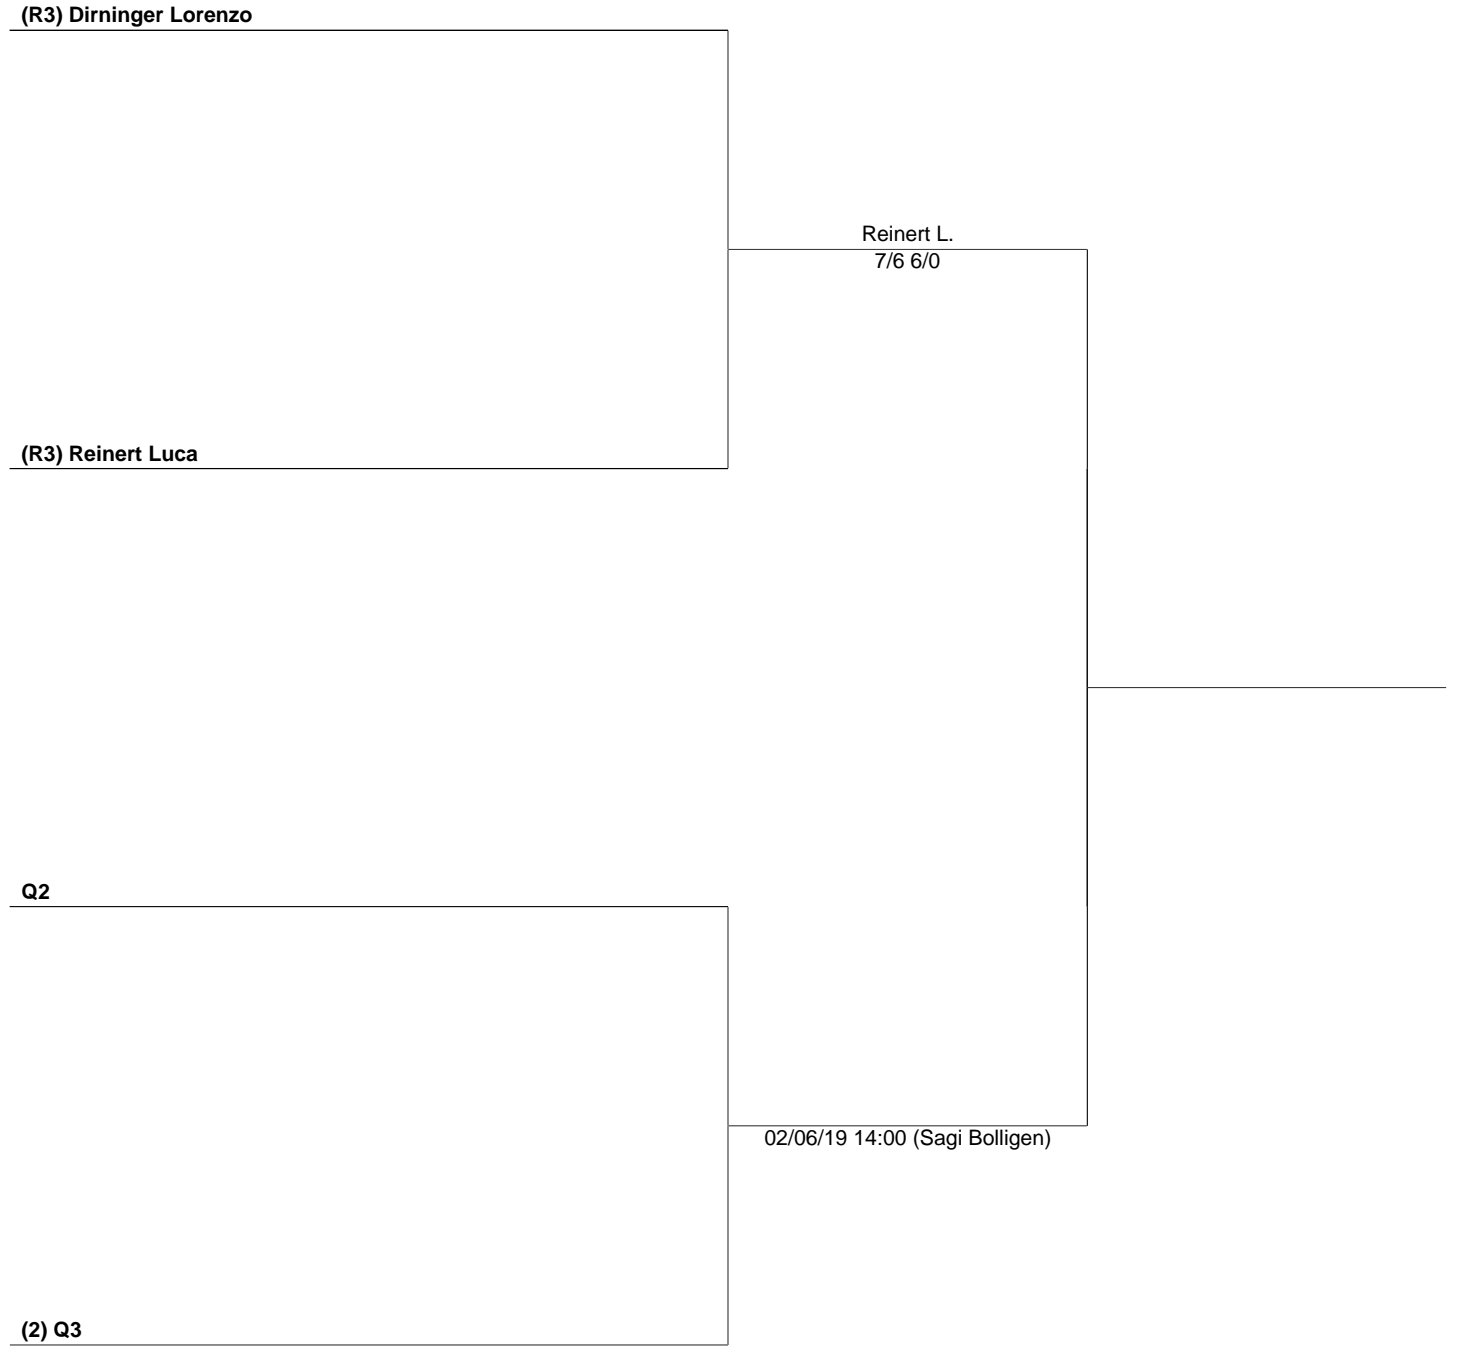 (R3) Dirninger Lorenzo
Reinert L.
7/6 6/0
(R3) Reinert Luca
Q2
02/06/19 14:00 (Sagi Bolligen)
(2) Q3